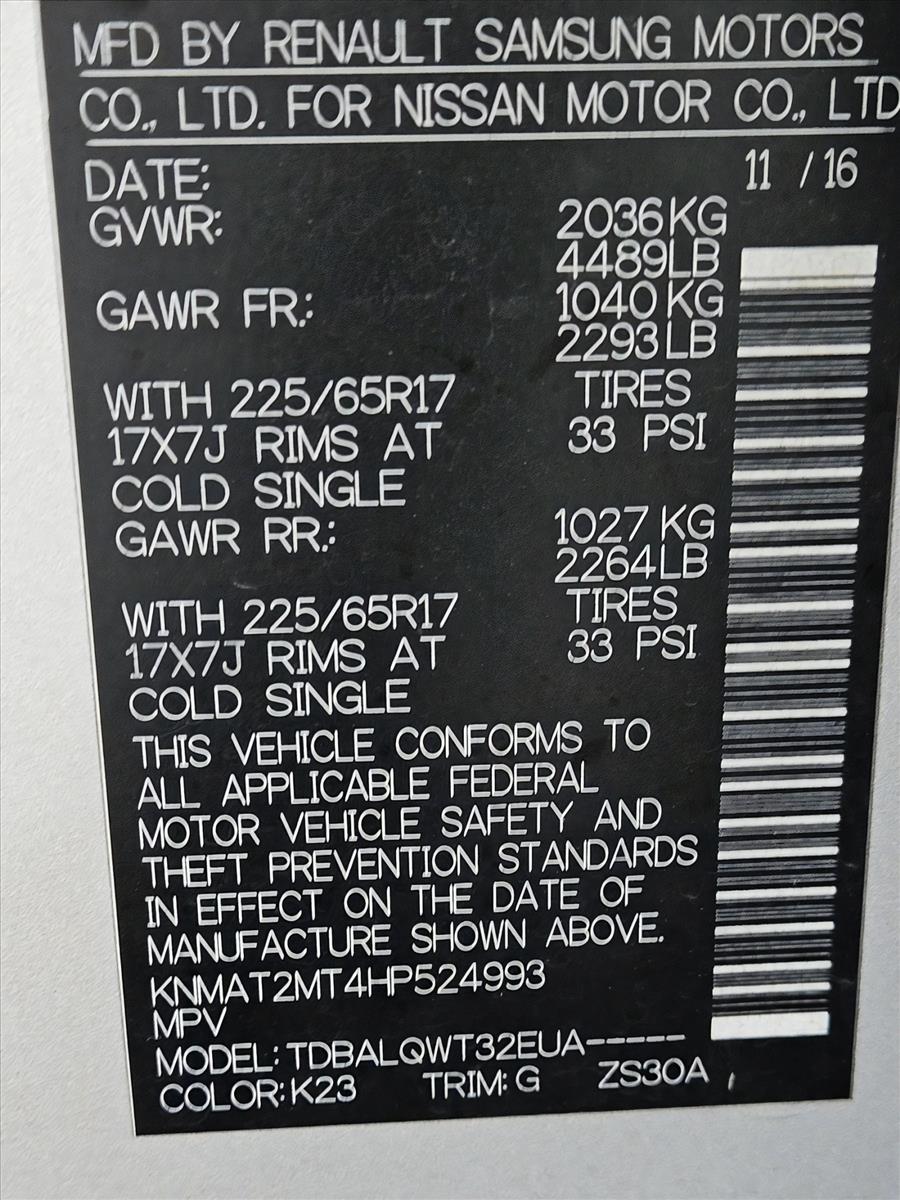 MFD BY RENAULT SAMSUNG MOTORS
CO., LTD. FOR NISSAN MOTOR CO., LTD
DATE: 11 / 16
GVWR: 2036 KG
4489 LB
GAWR FR.: 1040 KG
2293 LB
WITH 225/65R17 TIRES
17X7J RIMS AT 33 PSI
COLD SINGLE
GAWR RR.: 1027 KG
2264 LB
WITH 225/65R17 TIRES
17X7J RIMS AT 33 PSI
COLD SINGLE
THIS VEHICLE CONFORMS TO
ALL APPLICABLE FEDERAL
MOTOR VEHICLE SAFETY AND
THEFT PREVENTION STANDARDS
IN EFFECT ON THE DATE OF
MANUFACTURE SHOWN ABOVE.
KNMAT2MT4HP524993
MPV
MODEL: TDBALQWT32EUA-----
COLOR: K23 TRIM: G ZS30A